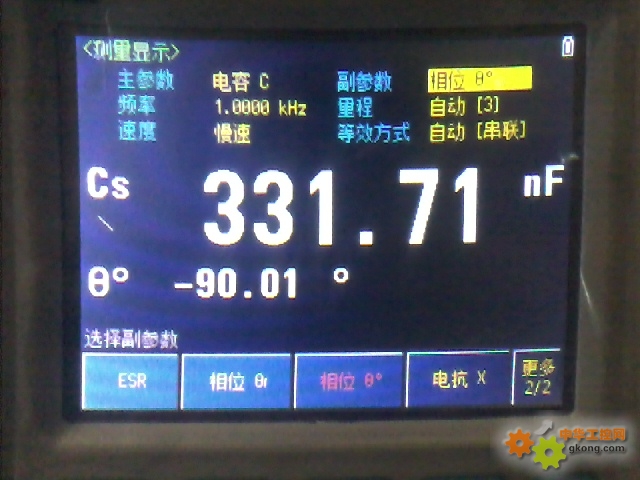 <测量显示>
主参数 电容 C 副参数 相位 θ°
频率 1.0000 kHz 量程 自动 [3]
速度 慢速 等效方式 自动 [串联]
Cs 331.71 nF
θ° -90.01 °
选择副参数
ESR 相位 θr 相位 θ° 电抗 X 更多 2/2
中华工控网
gkong.com